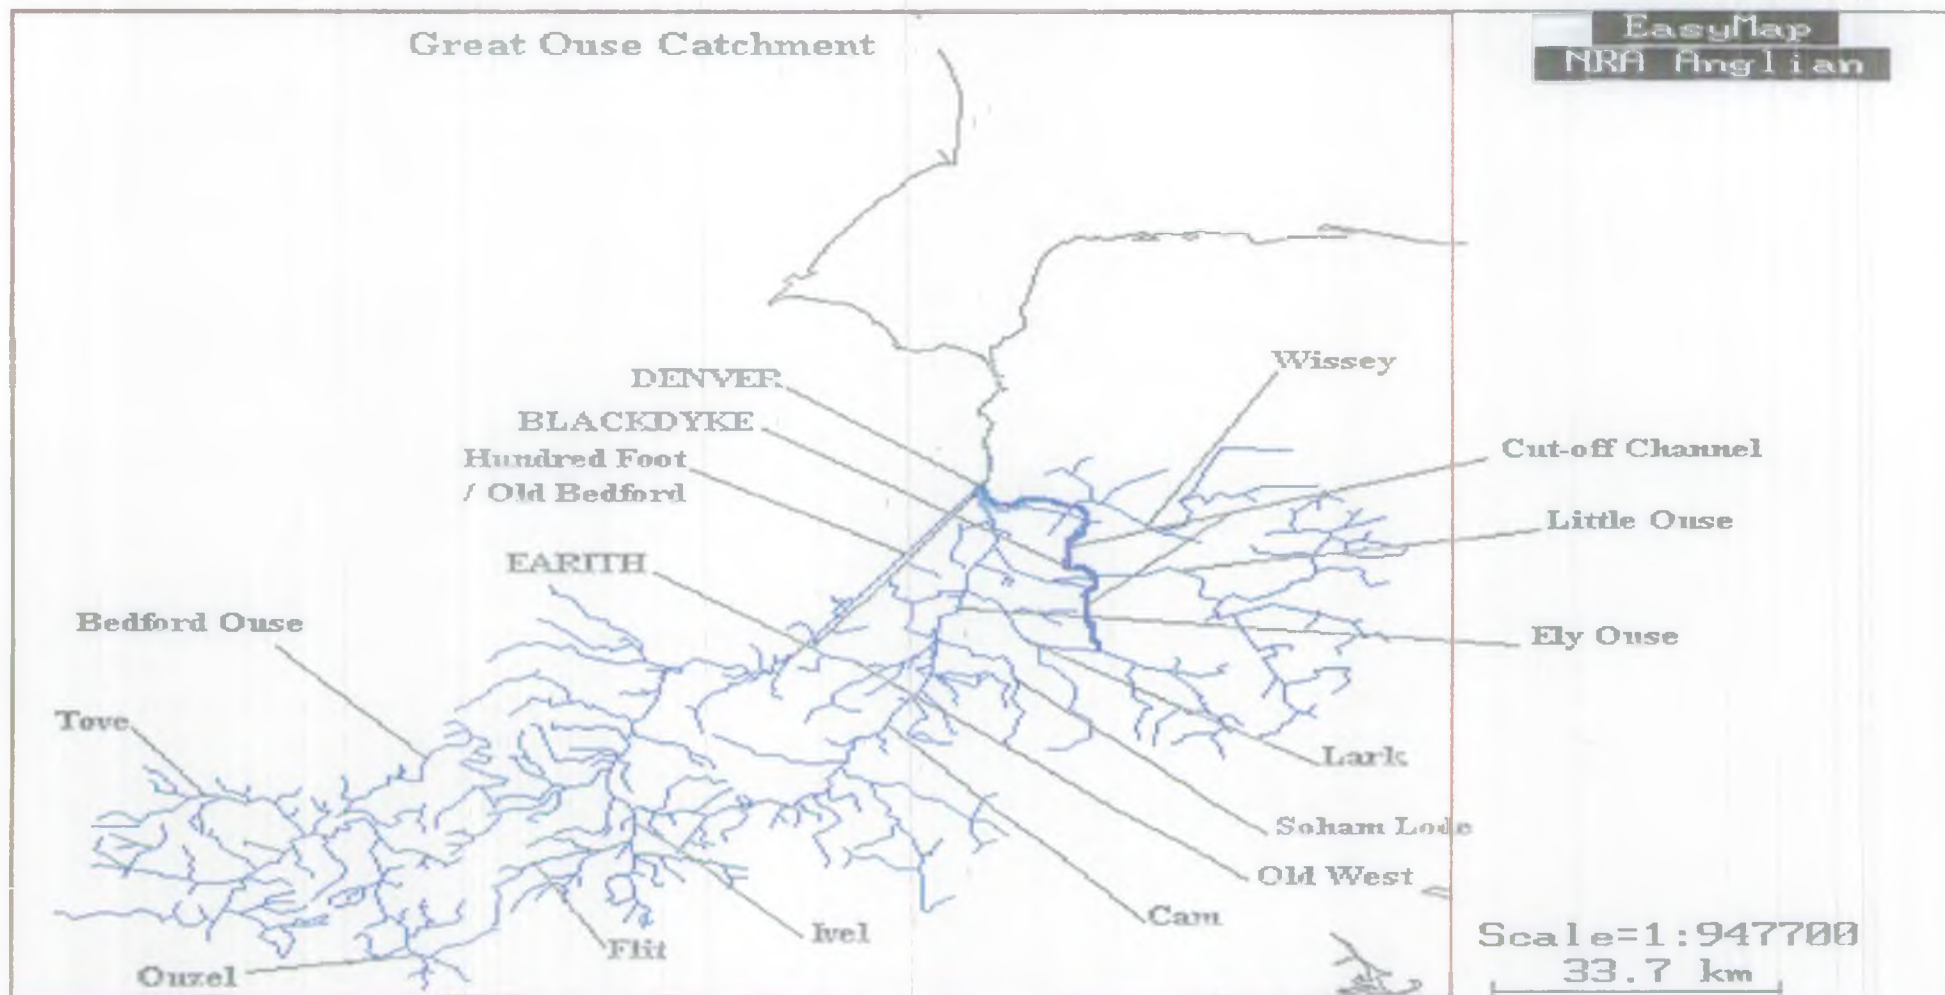 Great Ouse Catchment
EasyMap
NRA Anglian
DENVER
BLACKDYKE
Hundred Foot
/ Old Bedford
EARITH
Bedford Ouse
Tove
Ouzel
Flit
Ivel
Cam
Old West
Soham Lode
Lark
Ely Ouse
Little Ouse
Cut-off Channel
Wissey
Scale=1:947700
33.7 km